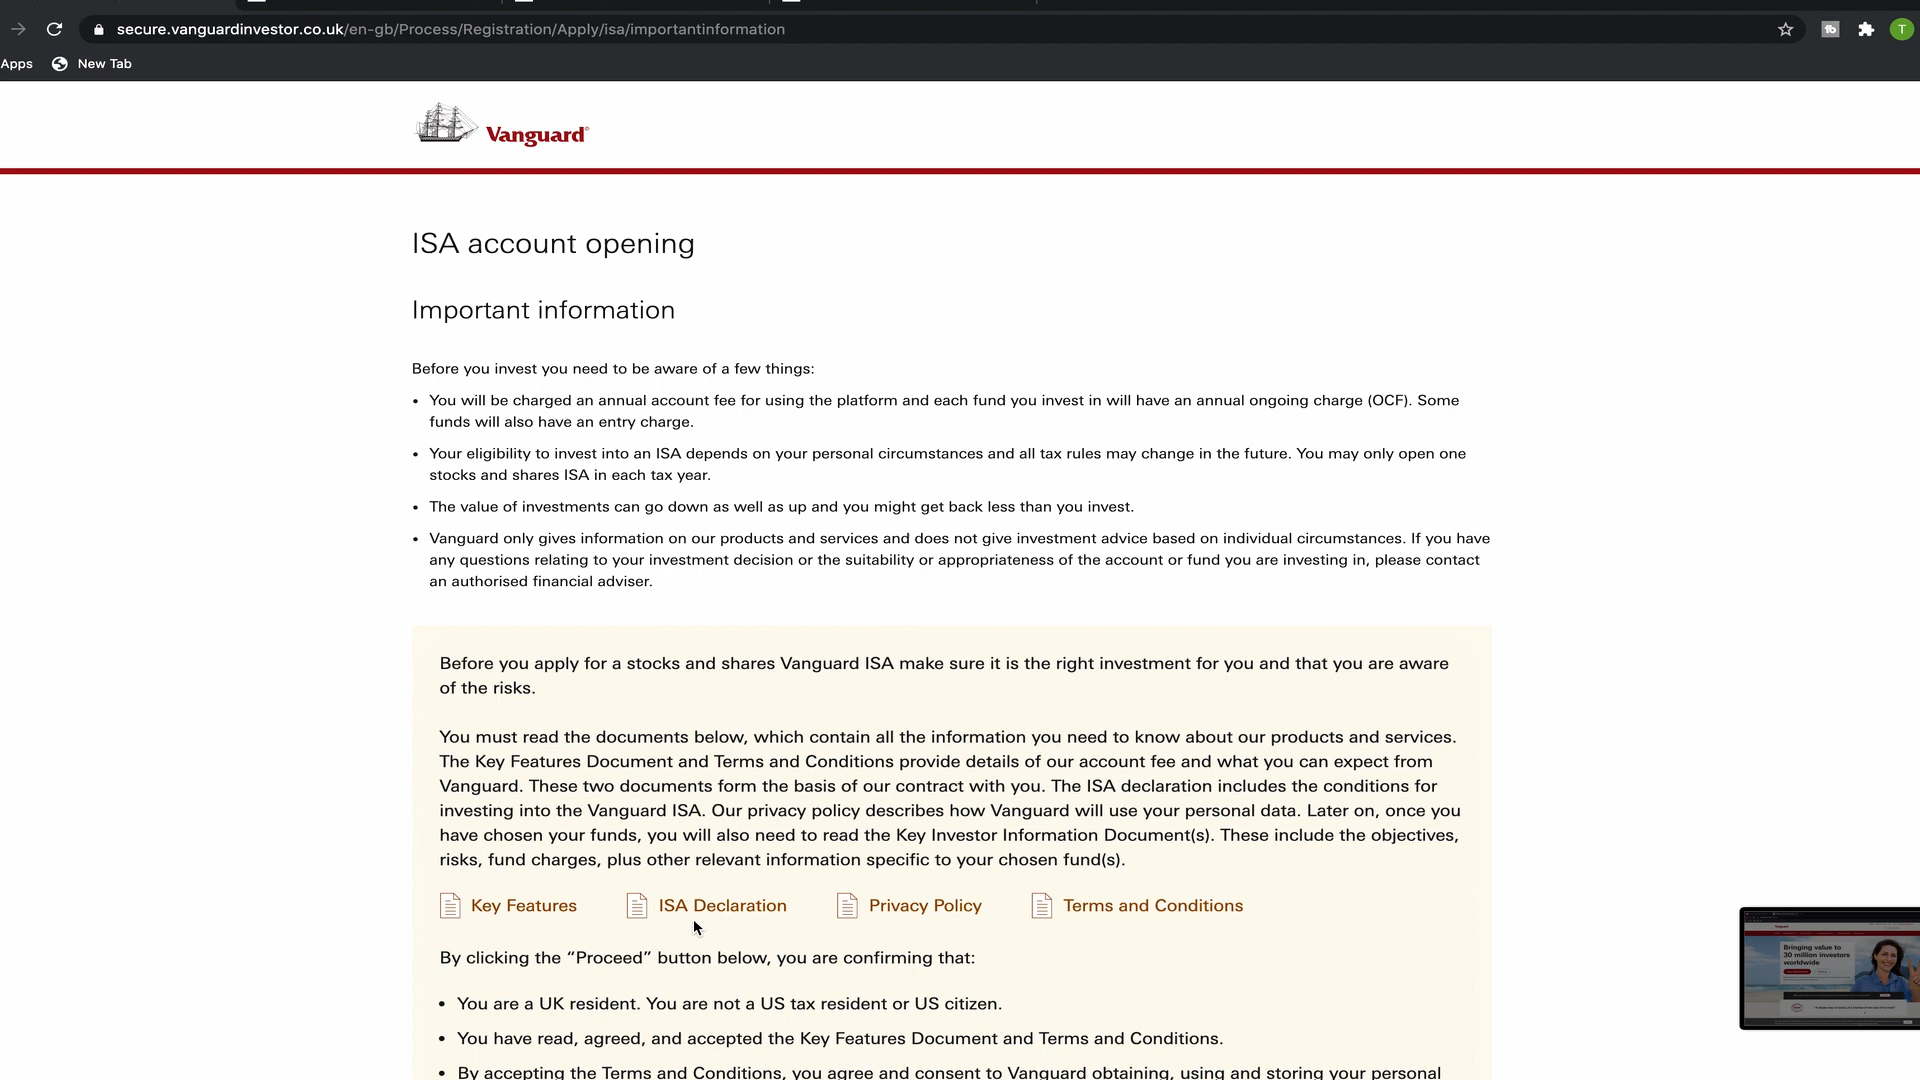 secure.vanguardinvestor.co.uk/en-gb/Process/Registration/Apply/isa/importantinformation
T
Apps
New Tab
Vanguard®
ISA account opening
Important information
Before you invest you need to be aware of a few things:
• You will be charged an annual account fee for using the platform and each fund you invest in will have an annual ongoing charge (OCF). Some
funds will also have an entry charge.
• Your eligibility to invest into an ISA depends on your personal circumstances and all tax rules may change in the future. You may only open one
stocks and shares ISA in each tax year.
• The value of investments can go down as well as up and you might get back less than you invest.
• Vanguard only gives information on our products and services and does not give investment advice based on individual circumstances. If you have
any questions relating to your investment decision or the suitability or appropriateness of the account or fund you are investing in, please contact
an authorised financial adviser.
Before you apply for a stocks and shares Vanguard ISA make sure it is the right investment for you and that you are aware
of the risks.
You must read the documents below, which contain all the information you need to know about our products and services.
The Key Features Document and Terms and Conditions provide details of our account fee and what you can expect from
Vanguard. These two documents form the basis of our contract with you. The ISA declaration includes the conditions for
investing into the Vanguard ISA. Our privacy policy describes how Vanguard will use your personal data. Later on, once you
have chosen your funds, you will also need to read the Key Investor Information Document(s). These include the objectives,
risks, fund charges, plus other relevant information specific to your chosen fund(s).
Key Features ISA Declaration Privacy Policy Terms and Conditions
By clicking the “Proceed” button below, you are confirming that:
• You are a UK resident. You are not a US tax resident or US citizen.
• You have read, agreed, and accepted the Key Features Document and Terms and Conditions.
• By accepting the Terms and Conditions, you agree and consent to Vanguard obtaining, using and storing your personal
Bringing value to
30 million investors
worldwide